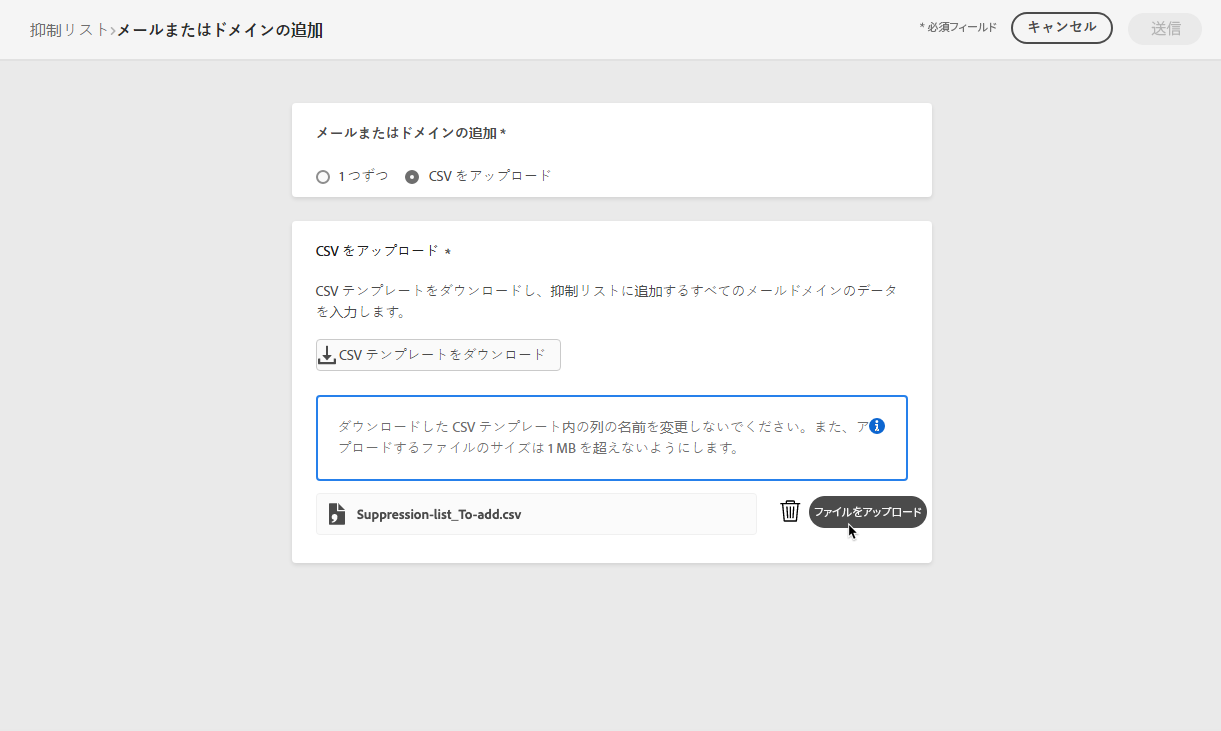 抑制リスト›メールまたはドメインの追加
* 必須フィールド
キャンセル
送信
メールまたはドメインの追加 *
1 つずつ
CSV をアップロード
CSV をアップロード *
CSV テンプレートをダウンロードし、抑制リストに追加するすべてのメールドメインのデータ
を入力します。
CSV テンプレートをダウンロード
ダウンロードした CSV テンプレート内の列の名前を変更しないでください。また、ア
プロードするファイルのサイズは 1 MB を超えないようにします。
Suppression-list_To-add.csv
ファイルをアップロード